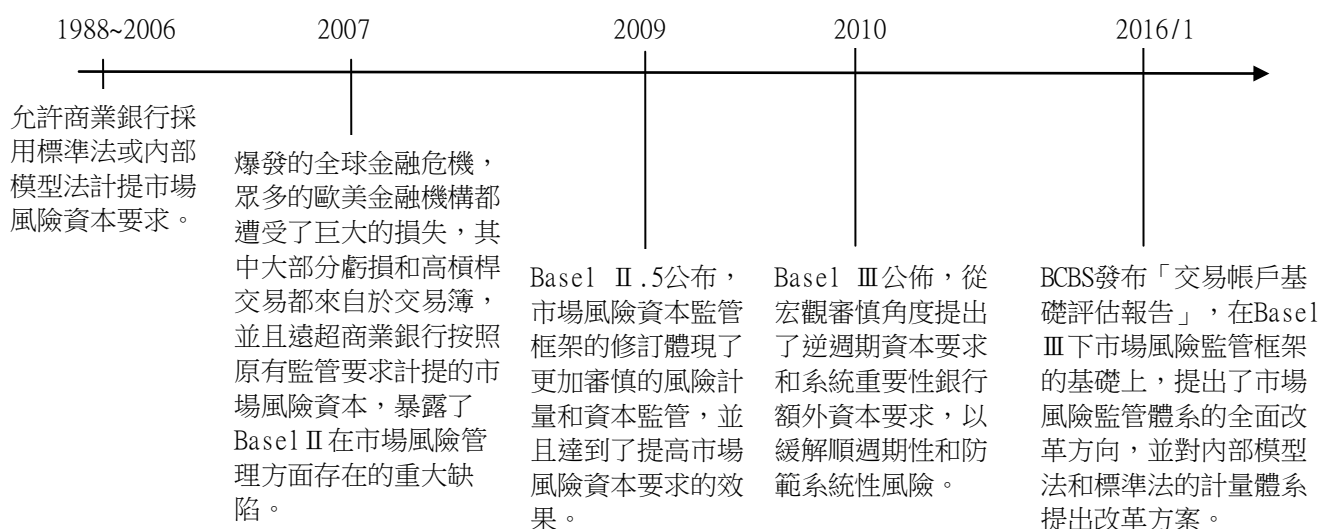 1988~2006
2007
2009
2010
2016/1
允許商業銀行採
用標準法或內部
模型法計提市場
風險資本要求。
爆發的全球金融危機，
眾多的歐美金融機構都
遭受了巨大的損失，其
中大部分虧損和高槓桿
交易都來自於交易簿，
並且遠超商業銀行按照
原有監管要求計提的市
場風險資本，暴露了
BaselⅡ在市場風險管
理方面存在的重大缺
陷。
Basel Ⅱ.5公布，
市場風險資本監管
框架的修訂體現了
更加審慎的風險計
量和資本監管，並
且達到了提高市場
風險資本要求的效
果。
Basel Ⅲ公佈，從
宏觀審慎角度提出
了逆週期資本要求
和系統重要性銀行
額外資本要求，以
緩解順週期性和防
範系統性風險。
BCBS發布「交易帳戶基
礎評估報告」，在Basel
Ⅲ下市場風險監管框架
的基礎上，提出了市場
風險監管體系的全面改
革方向，並對內部模型
法和標準法的計量體系
提出改革方案。